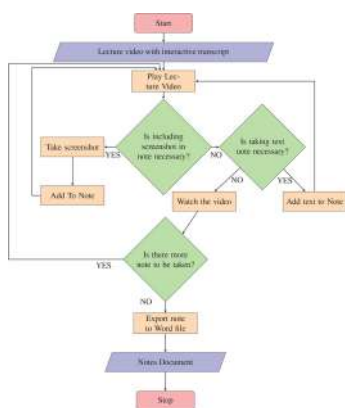 Start
Lecture video with interactive transcript
Play Lec-
ture Video
Is including
screenshot in
note necessary?
Is taking text
note necessary?
Take screenshot
YES
NO
NO
YES
Add To Note
Watch the video
Add text to Note
Is there more
note to be taken?
YES
NO
Export note
to Word file
Notes Document
Stop